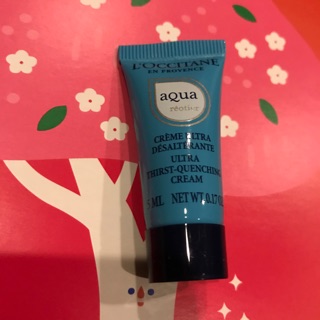 L'OCCITANE
EN PROVENCE
aqua
réotier
CRÈME ULTRA
DÉSALTÉRANTE
ULTRA
THIRST-QUENCHING
CREAM
ML NET WT 0.17